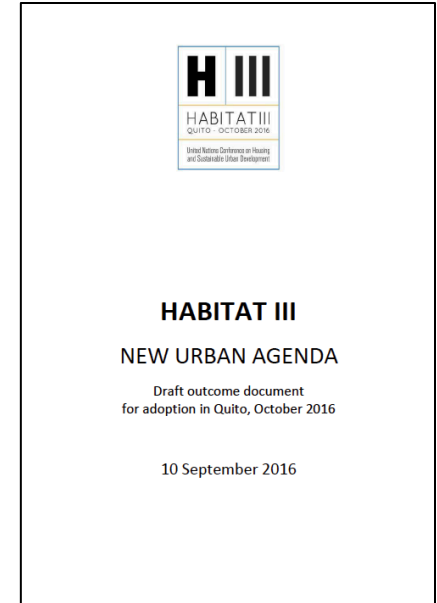 H III
HABITAT III
QUITO - OCTOBER 2016
United Nations Conference on Housing
and Sustainable Urban Development
HABITAT III
NEW URBAN AGENDA
Draft outcome document
for adoption in Quito, October 2016
10 September 2016